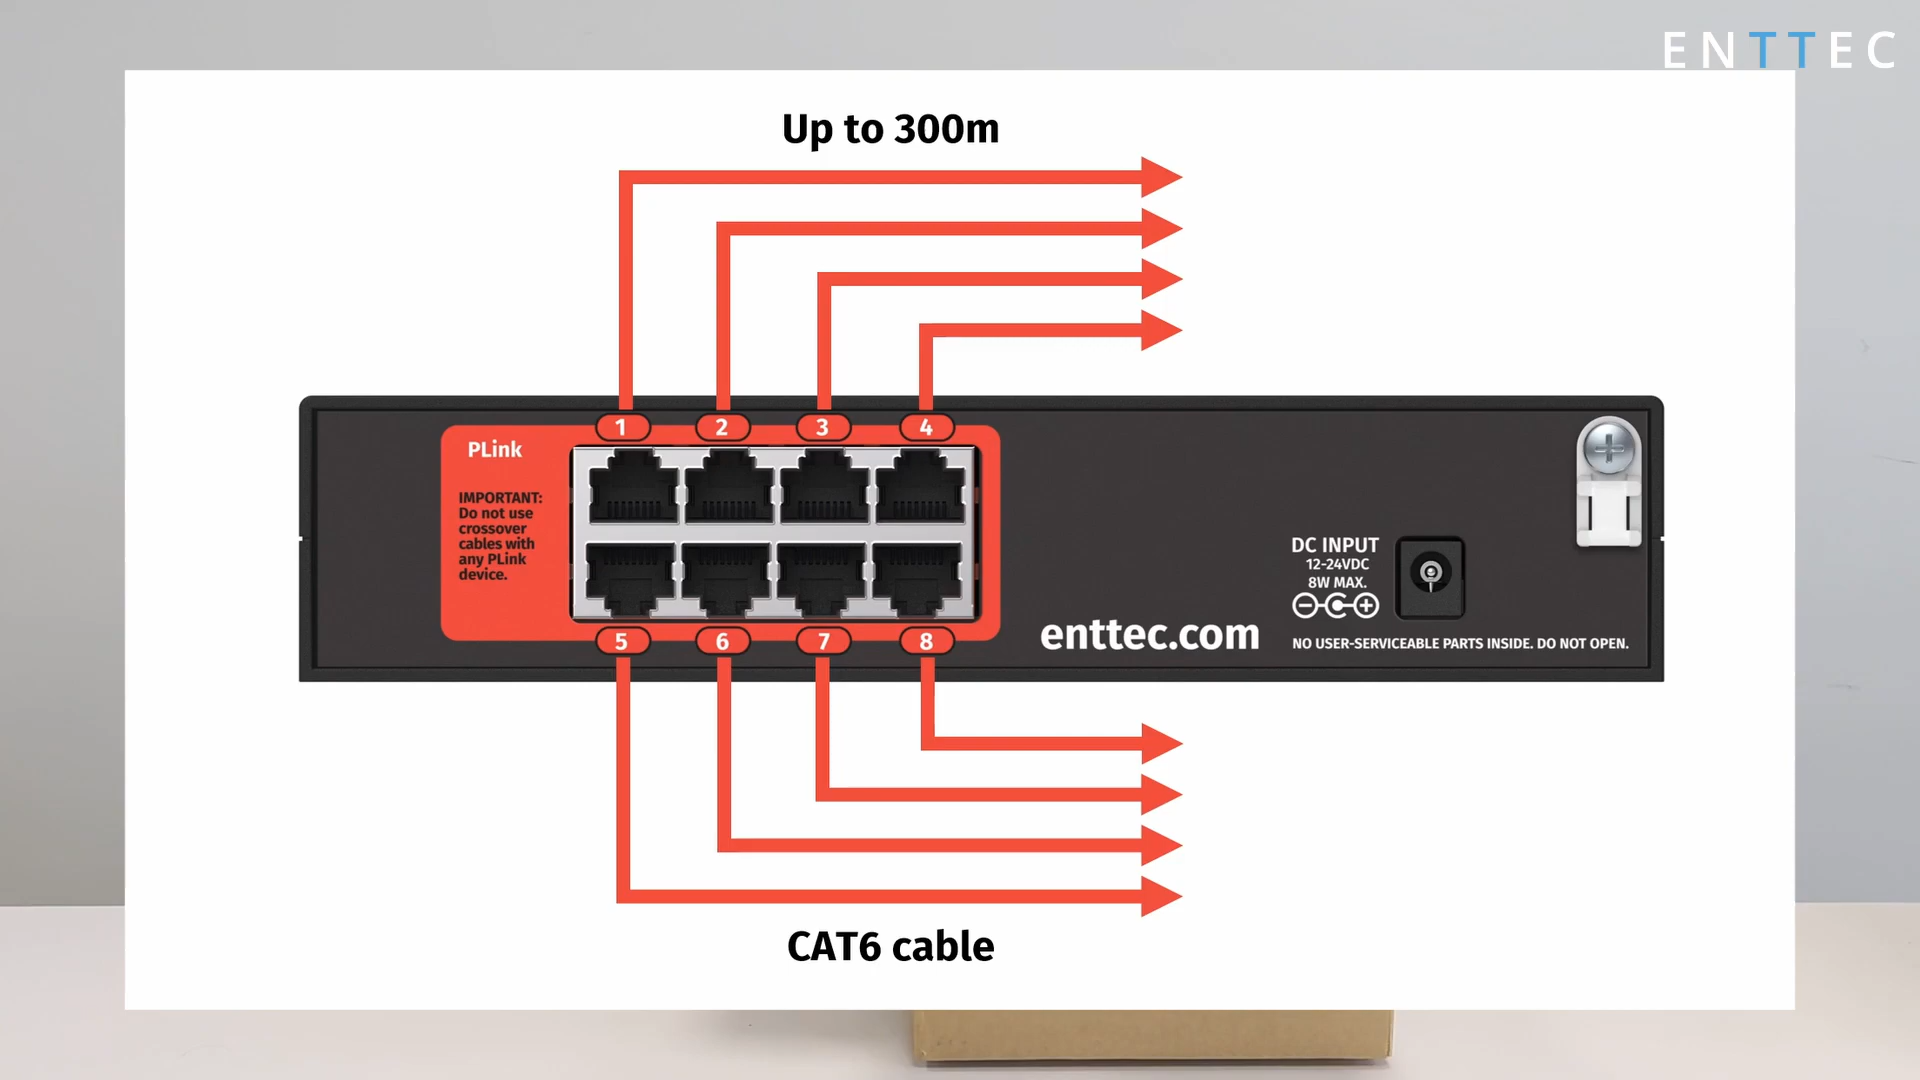 ENTTEC
Up to 300m
1
2
3
4
PLink
IMPORTANT:
Do not use
crossover
cables with
any PLink
device.
DC INPUT
12-24VDC
8W MAX.
enttec.com
NO USER-SERVICEABLE PARTS INSIDE. DO NOT OPEN.
5
6
7
8
CAT6 cable